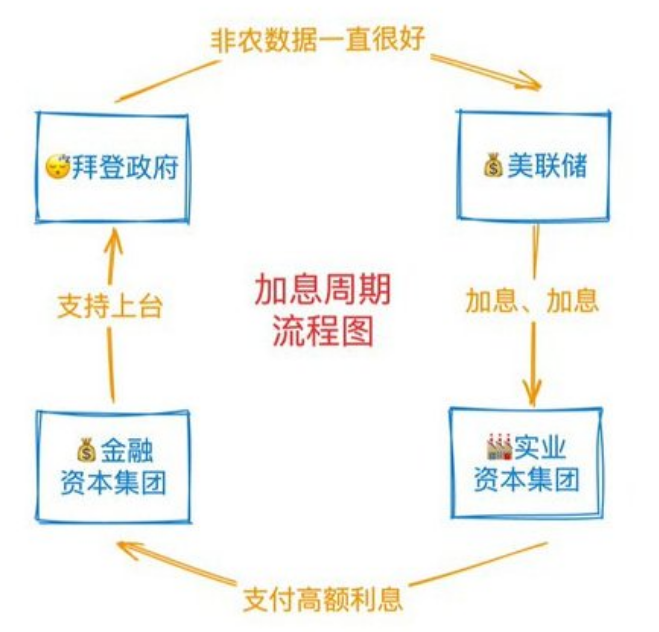 非农数据一直很好
😴拜登政府
💰美联储
加息周期
流程图
支持上台
加息、加息
💰金融
资本集团
🏭实业
资本集团
支付高额利息